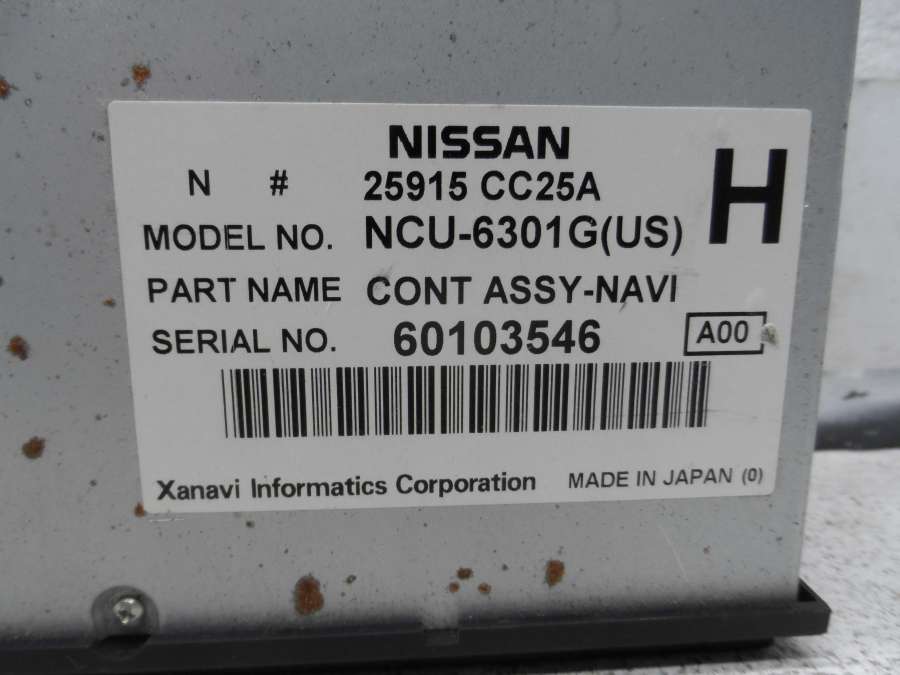 NISSAN
H
N # 25915 CC25A
MODEL NO. NCU-6301G(US)
PART NAME CONT ASSY-NAVI
SERIAL NO. 60103546 A00
Xanavi Informatics Corporation MADE IN JAPAN (0)